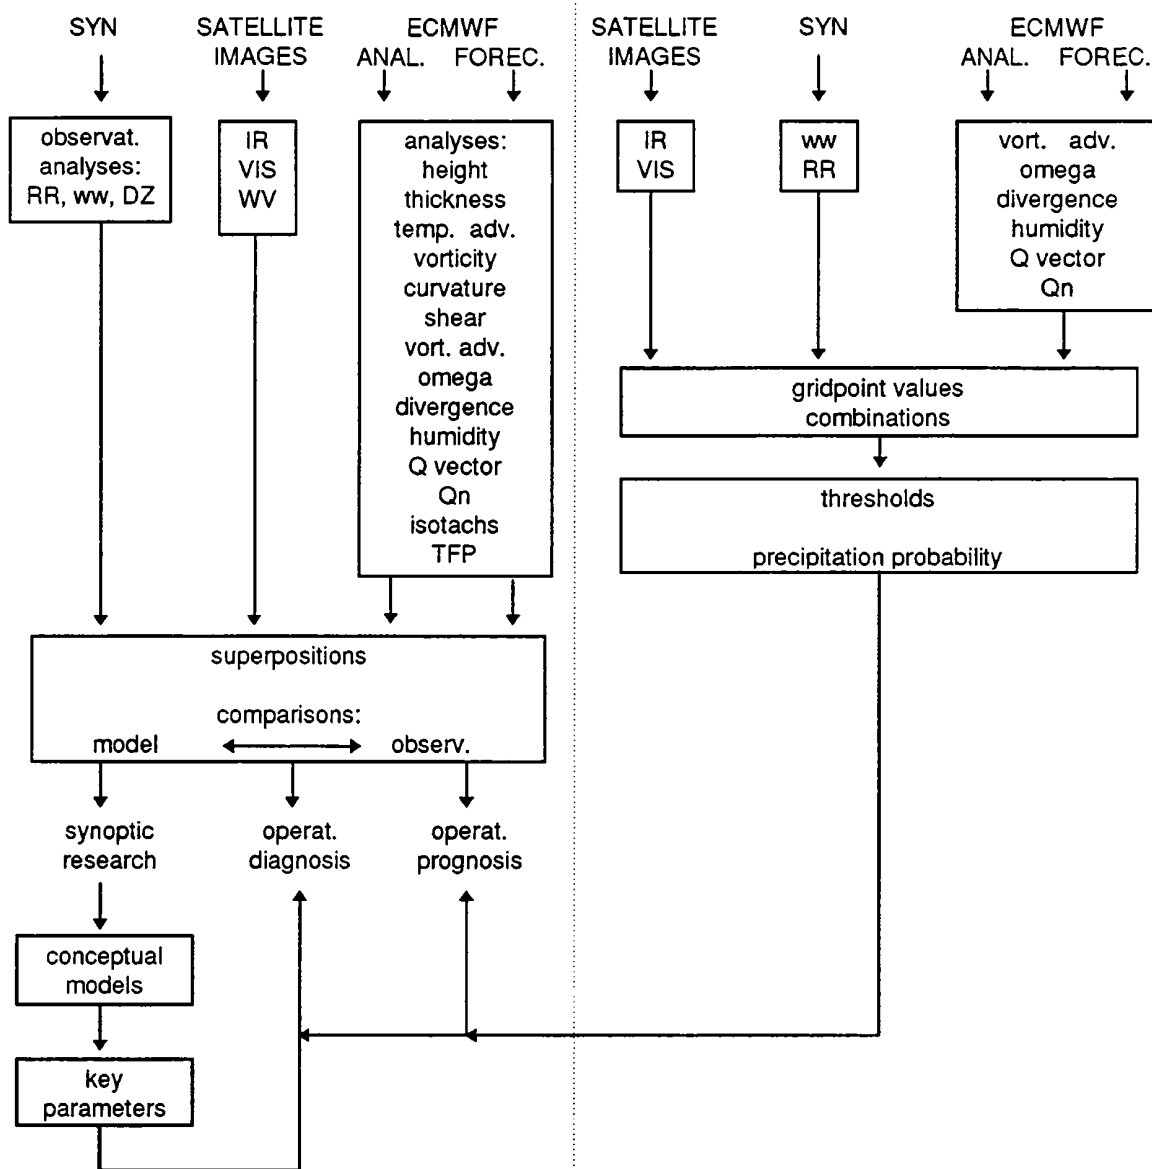 SYN
SATELLITE
IMAGES
ECMWF
ANAL. FOREC.
observat.
analyses:
RR, ww, DZ
IR
VIS
WV
analyses:
height
thickness
temp. adv.
vorticity
curvature
shear
vort. adv.
omega
divergence
humidity
Q vector
Qn
isotachs
TFP
superpositions
comparisons:
model observ.
synoptic
research
operat.
diagnosis
operat.
prognosis
conceptual
models
key
parameters
SATELLITE
IMAGES
SYN
ECMWF
ANAL. FOREC.
IR
VIS
ww
RR
vort. adv.
omega
divergence
humidity
Q vector
Qn
gridpoint values
combinations
thresholds
precipitation probability